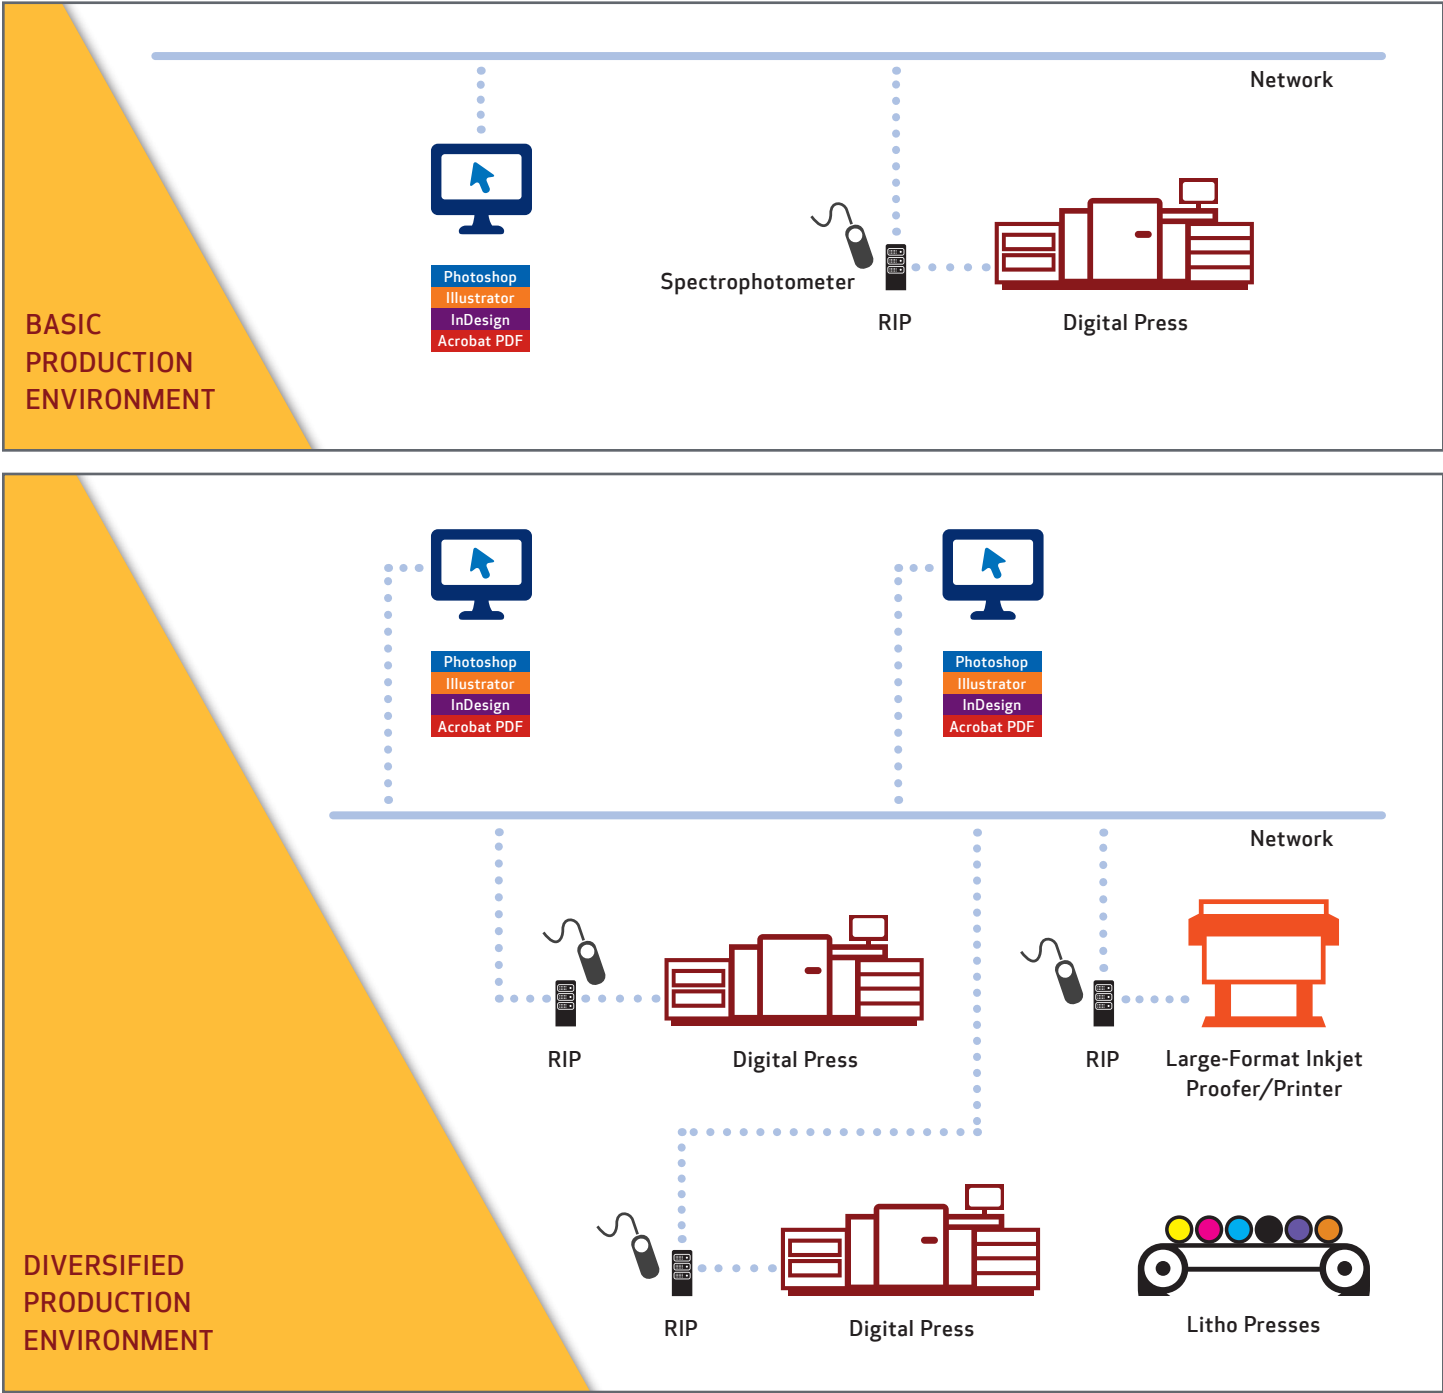 Network
Photoshop
Illustrator
InDesign
Acrobat PDF
Spectrophotometer
RIP
Digital Press
BASIC
PRODUCTION
ENVIRONMENT
Photoshop
Illustrator
InDesign
Acrobat PDF
Photoshop
Illustrator
InDesign
Acrobat PDF
Network
RIP
Digital Press
RIP
Large-Format Inkjet
Proofer/Printer
RIP
Digital Press
Litho Presses
DIVERSIFIED
PRODUCTION
ENVIRONMENT